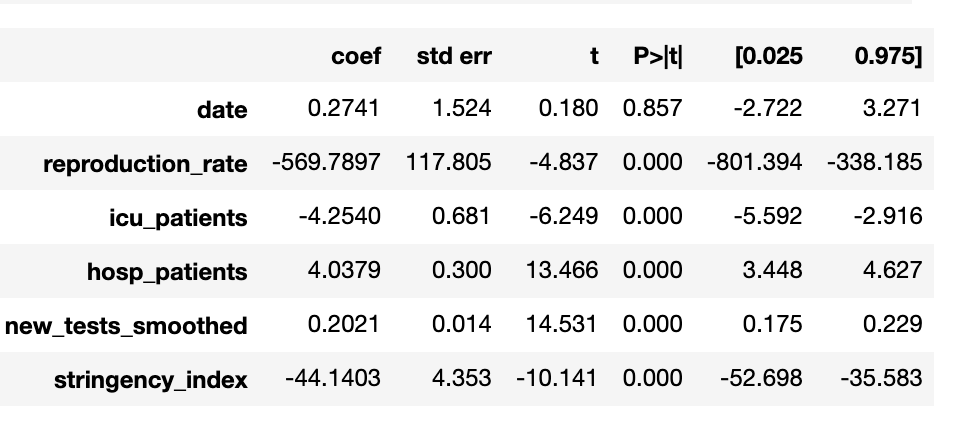 coef std err t P>|t| [0.025 0.975]
date 0.2741 1.524 0.180 0.857 -2.722 3.271
reproduction_rate -569.7897 117.805 -4.837 0.000 -801.394 -338.185
icu_patients -4.2540 0.681 -6.249 0.000 -5.592 -2.916
hosp_patients 4.0379 0.300 13.466 0.000 3.448 4.627
new_tests_smoothed 0.2021 0.014 14.531 0.000 0.175 0.229
stringency_index -44.1403 4.353 -10.141 0.000 -52.698 -35.583